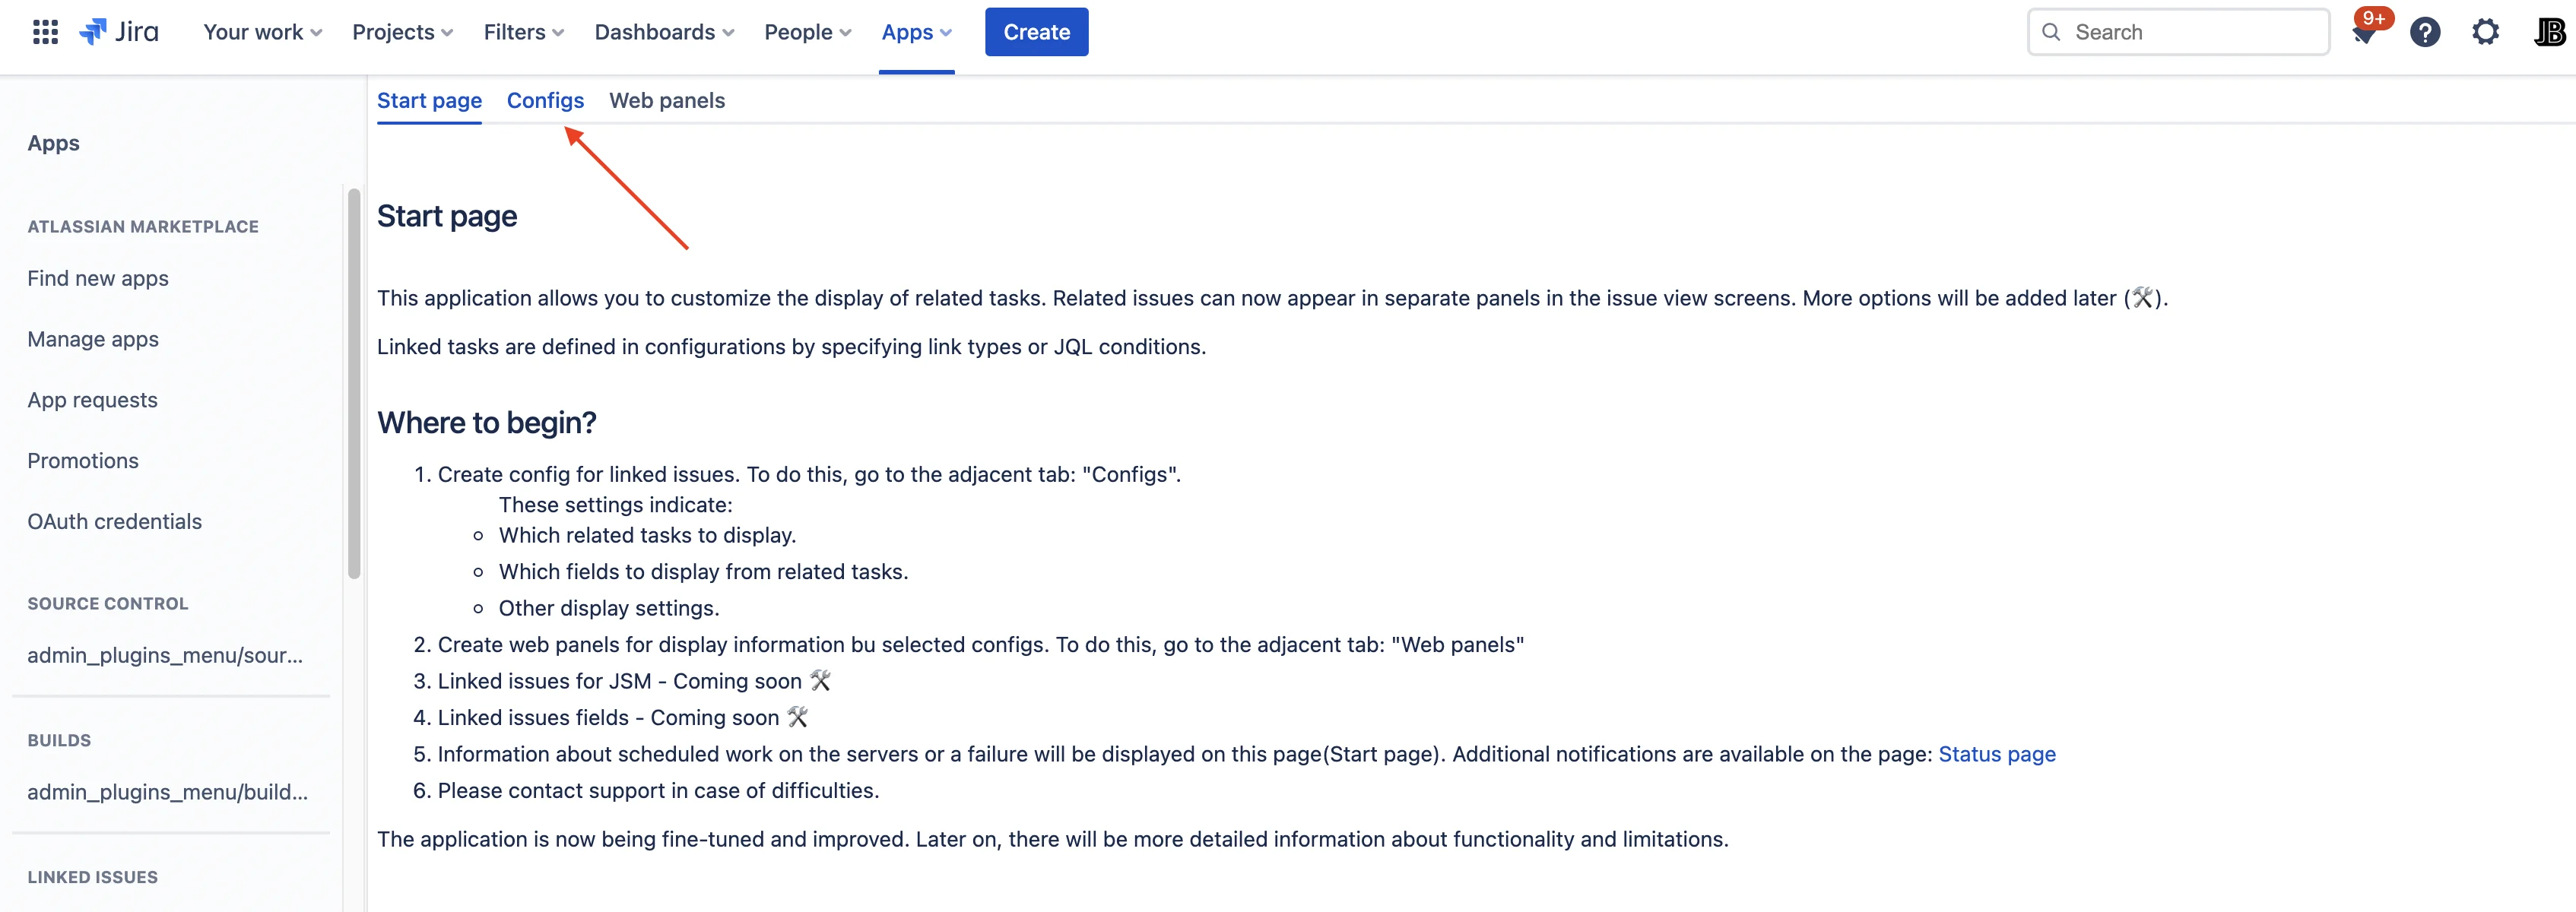 Jira Your work Projects Filters Dashboards People Apps Create Search 9+ ? JB
Start page Configs Web panels
Apps
ATLASSIAN MARKETPLACE
Find new apps
Manage apps
App requests
Promotions
OAuth credentials
SOURCE CONTROL
admin_plugins_menu/sour...
BUILDS
admin_plugins_menu/build...
LINKED ISSUES
Start page
This application allows you to customize the display of related tasks. Related issues can now appear in separate panels in the issue view screens. More options will be added later (🛠).
Linked tasks are defined in configurations by specifying link types or JQL conditions.
Where to begin?
1. Create config for linked issues. To do this, go to the adjacent tab: "Configs".
These settings indicate:
Which related tasks to display.
Which fields to display from related tasks.
Other display settings.
2. Create web panels for display information bu selected configs. To do this, go to the adjacent tab: "Web panels"
3. Linked issues for JSM - Coming soon 🛠
4. Linked issues fields - Coming soon 🛠
5. Information about scheduled work on the servers or a failure will be displayed on this page(Start page). Additional notifications are available on the page: Status page
6. Please contact support in case of difficulties.
The application is now being fine-tuned and improved. Later on, there will be more detailed information about functionality and limitations.